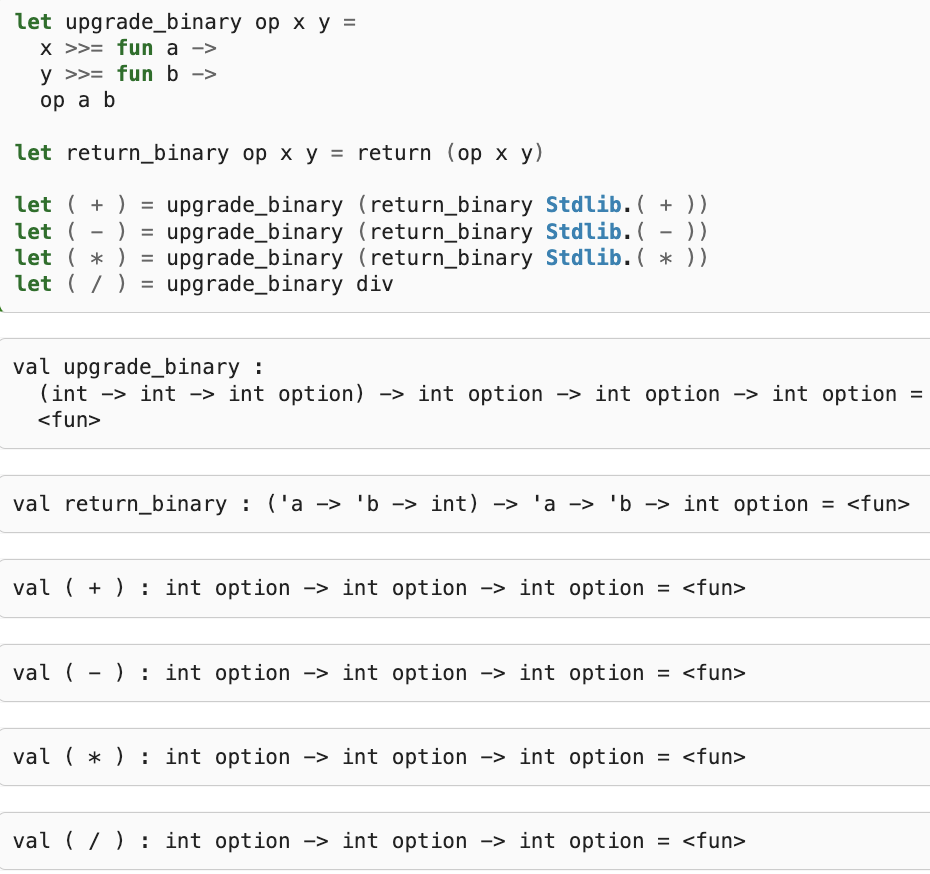 let upgrade_binary op x y =
  x >>= fun a ->
  y >>= fun b ->
  op a b

let return_binary op x y = return (op x y)

let ( + ) = upgrade_binary (return_binary Stdlib.( + ))
let ( - ) = upgrade_binary (return_binary Stdlib.( - ))
let ( * ) = upgrade_binary (return_binary Stdlib.( * ))
let ( / ) = upgrade_binary div

val upgrade_binary :
  (int -> int -> int option) -> int option -> int option -> int option =
  <fun>

val return_binary : ('a -> 'b -> int) -> 'a -> 'b -> int option = <fun>

val ( + ) : int option -> int option -> int option = <fun>

val ( - ) : int option -> int option -> int option = <fun>

val ( * ) : int option -> int option -> int option = <fun>

val ( / ) : int option -> int option -> int option = <fun>